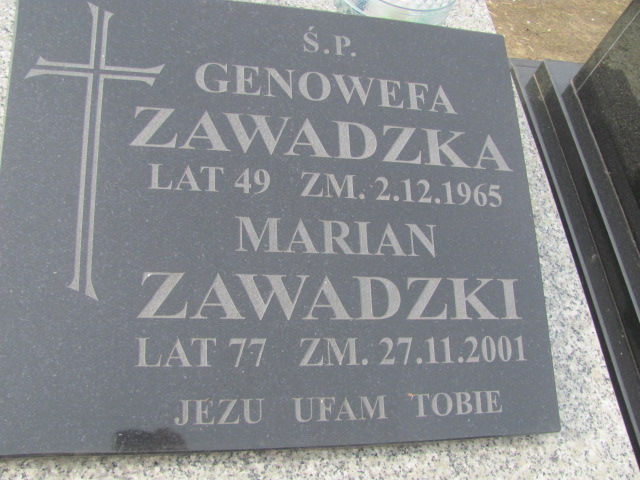 Ś.P.
GENOWEFA
ZAWADZKA
LAT 49 ZM. 2.12.1965
MARIAN
ZAWADZKI
LAT 77 ZM. 27.11.2001
JEZU UFAM TOBIE